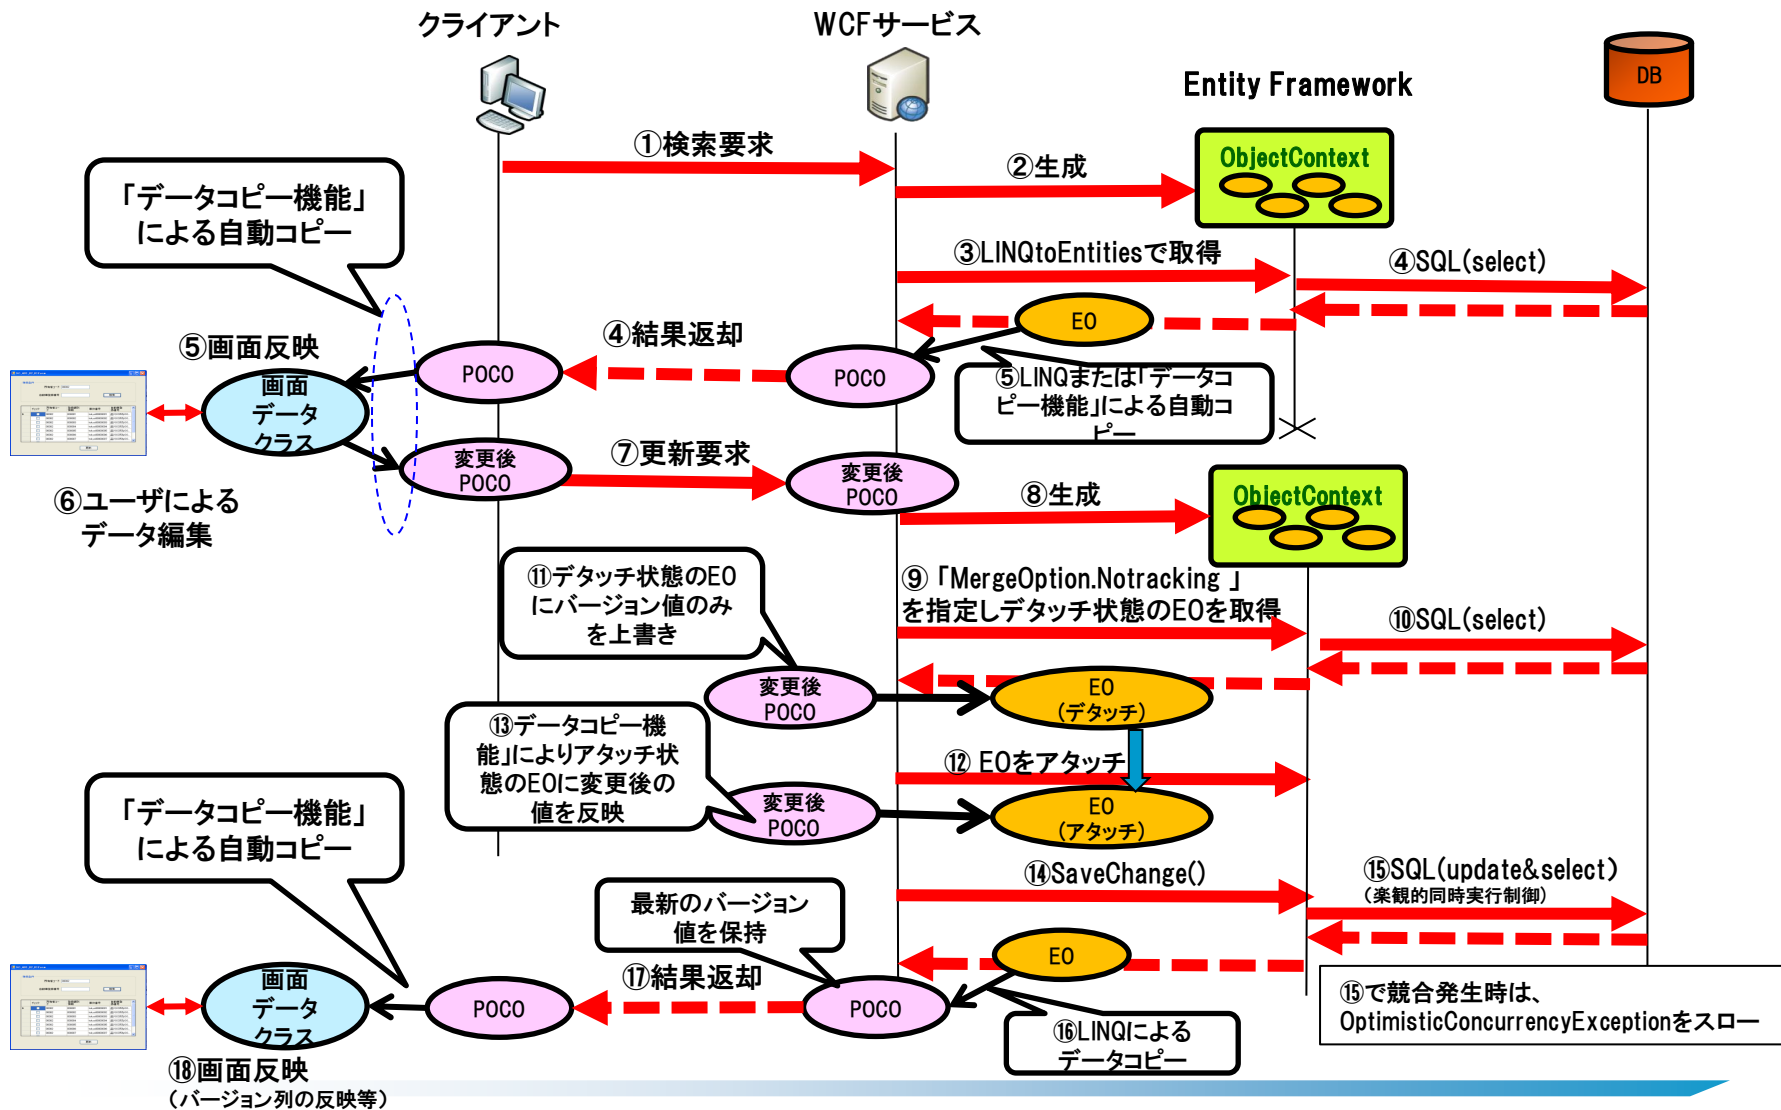 クライアント
WCFサービス
Entity Framework
DB
①検索要求
②生成
ObjectContext
「データコピー機能」
による自動コピー
③LINQtoEntitiesで取得
④SQL(select)
EO
⑤画面反映
④結果返却
POCO
POCO
画面
データ
クラス
⑤LINQまたは「データコ
ピー機能」による自動コ
ピー
⑦更新要求
変更後
POCO
変更後
POCO
⑥ユーザによる
データ編集
⑧生成
ObjectContext
⑪デタッチ状態のEO
にバージョン値のみ
を上書き
⑨「MergeOption.Notracking 」
を指定しデタッチ状態のEOを取得
⑩SQL(select)
変更後
POCO
EO
(デタッチ)
⑬データコピー機
能」によりアタッチ状
態のEOに変更後の
値を反映
⑫ EOをアタッチ
変更後
POCO
EO
(アタッチ)
「データコピー機能」
による自動コピー
⑭SaveChange()
⑮SQL(update&select)
(楽観的同時実行制御)
最新のバージョン
値を保持
EO
⑰結果返却
画面
データ
クラス
POCO
POCO
⑯LINQによる
データコピー
⑮で競合発生時は、
OptimisticConcurrencyExceptionをスロー
⑱画面反映
(バージョン列の反映等)